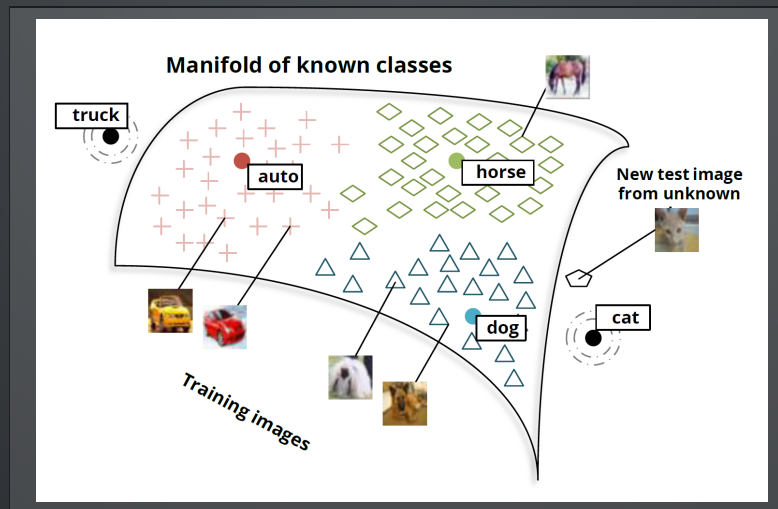 Manifold of known classes
truck
auto
horse
New test image
from unknown
cat
dog
Training images